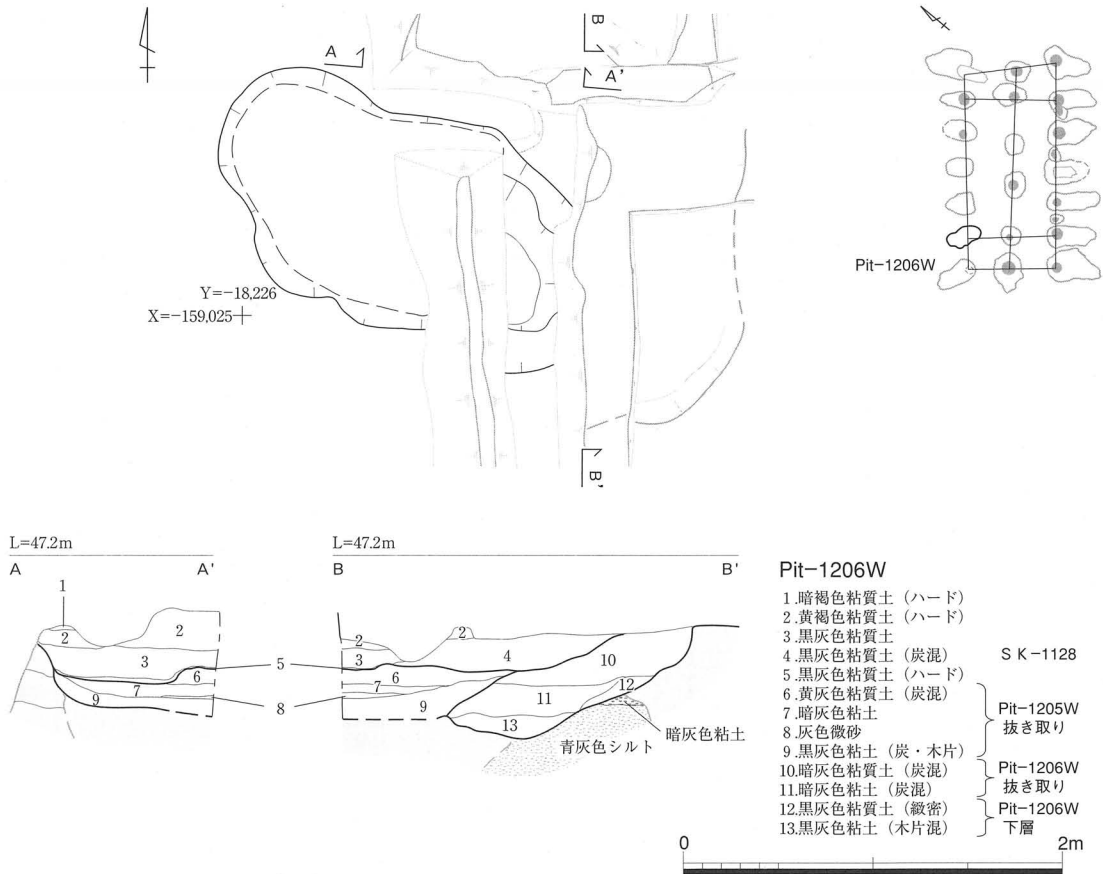 A
B
A'
Y=-18,226
X=-159,025
B'
Pit-1206W
L=47.2m
A
A'
1
2
2
3
5
6
7
9
8
L=47.2m
B
B'
2
2
3
4
10
6
7
12
9
11
13
暗灰色粘土
青灰色シルト
Pit-1206W
1.暗褐色粘質土（ハード）
2.黄褐色粘質土（ハード）
3.黒灰色粘質土
4.黒灰色粘質土（炭混）
SK-1128
5.黒灰色粘質土（ハード）
6.黄灰色粘質土（炭混）
7.暗灰色粘土
Pit-1205W
抜き取り
8.灰色微砂
9.黒灰色粘土（炭・木片）
10.暗灰色粘質土（炭混）
Pit-1206W
11.暗灰色粘土（炭混）
抜き取り
12.黒灰色粘質土（緻密）
Pit-1206W
13.黒灰色粘土（木片混）
下層
0
2m